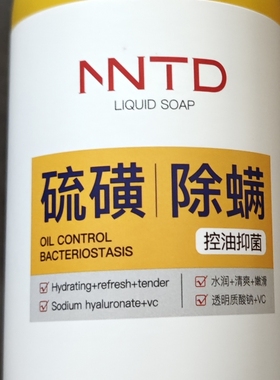 NNTD
LIQUID SOAP
硫磺|除螨
OIL CONTROL
BACTERIOSTASIS
控油抑菌
Hydrating+refresh+tender
Sodium hyaluronate+vc
水润+清爽+嫩滑
透明质酸钠+VC